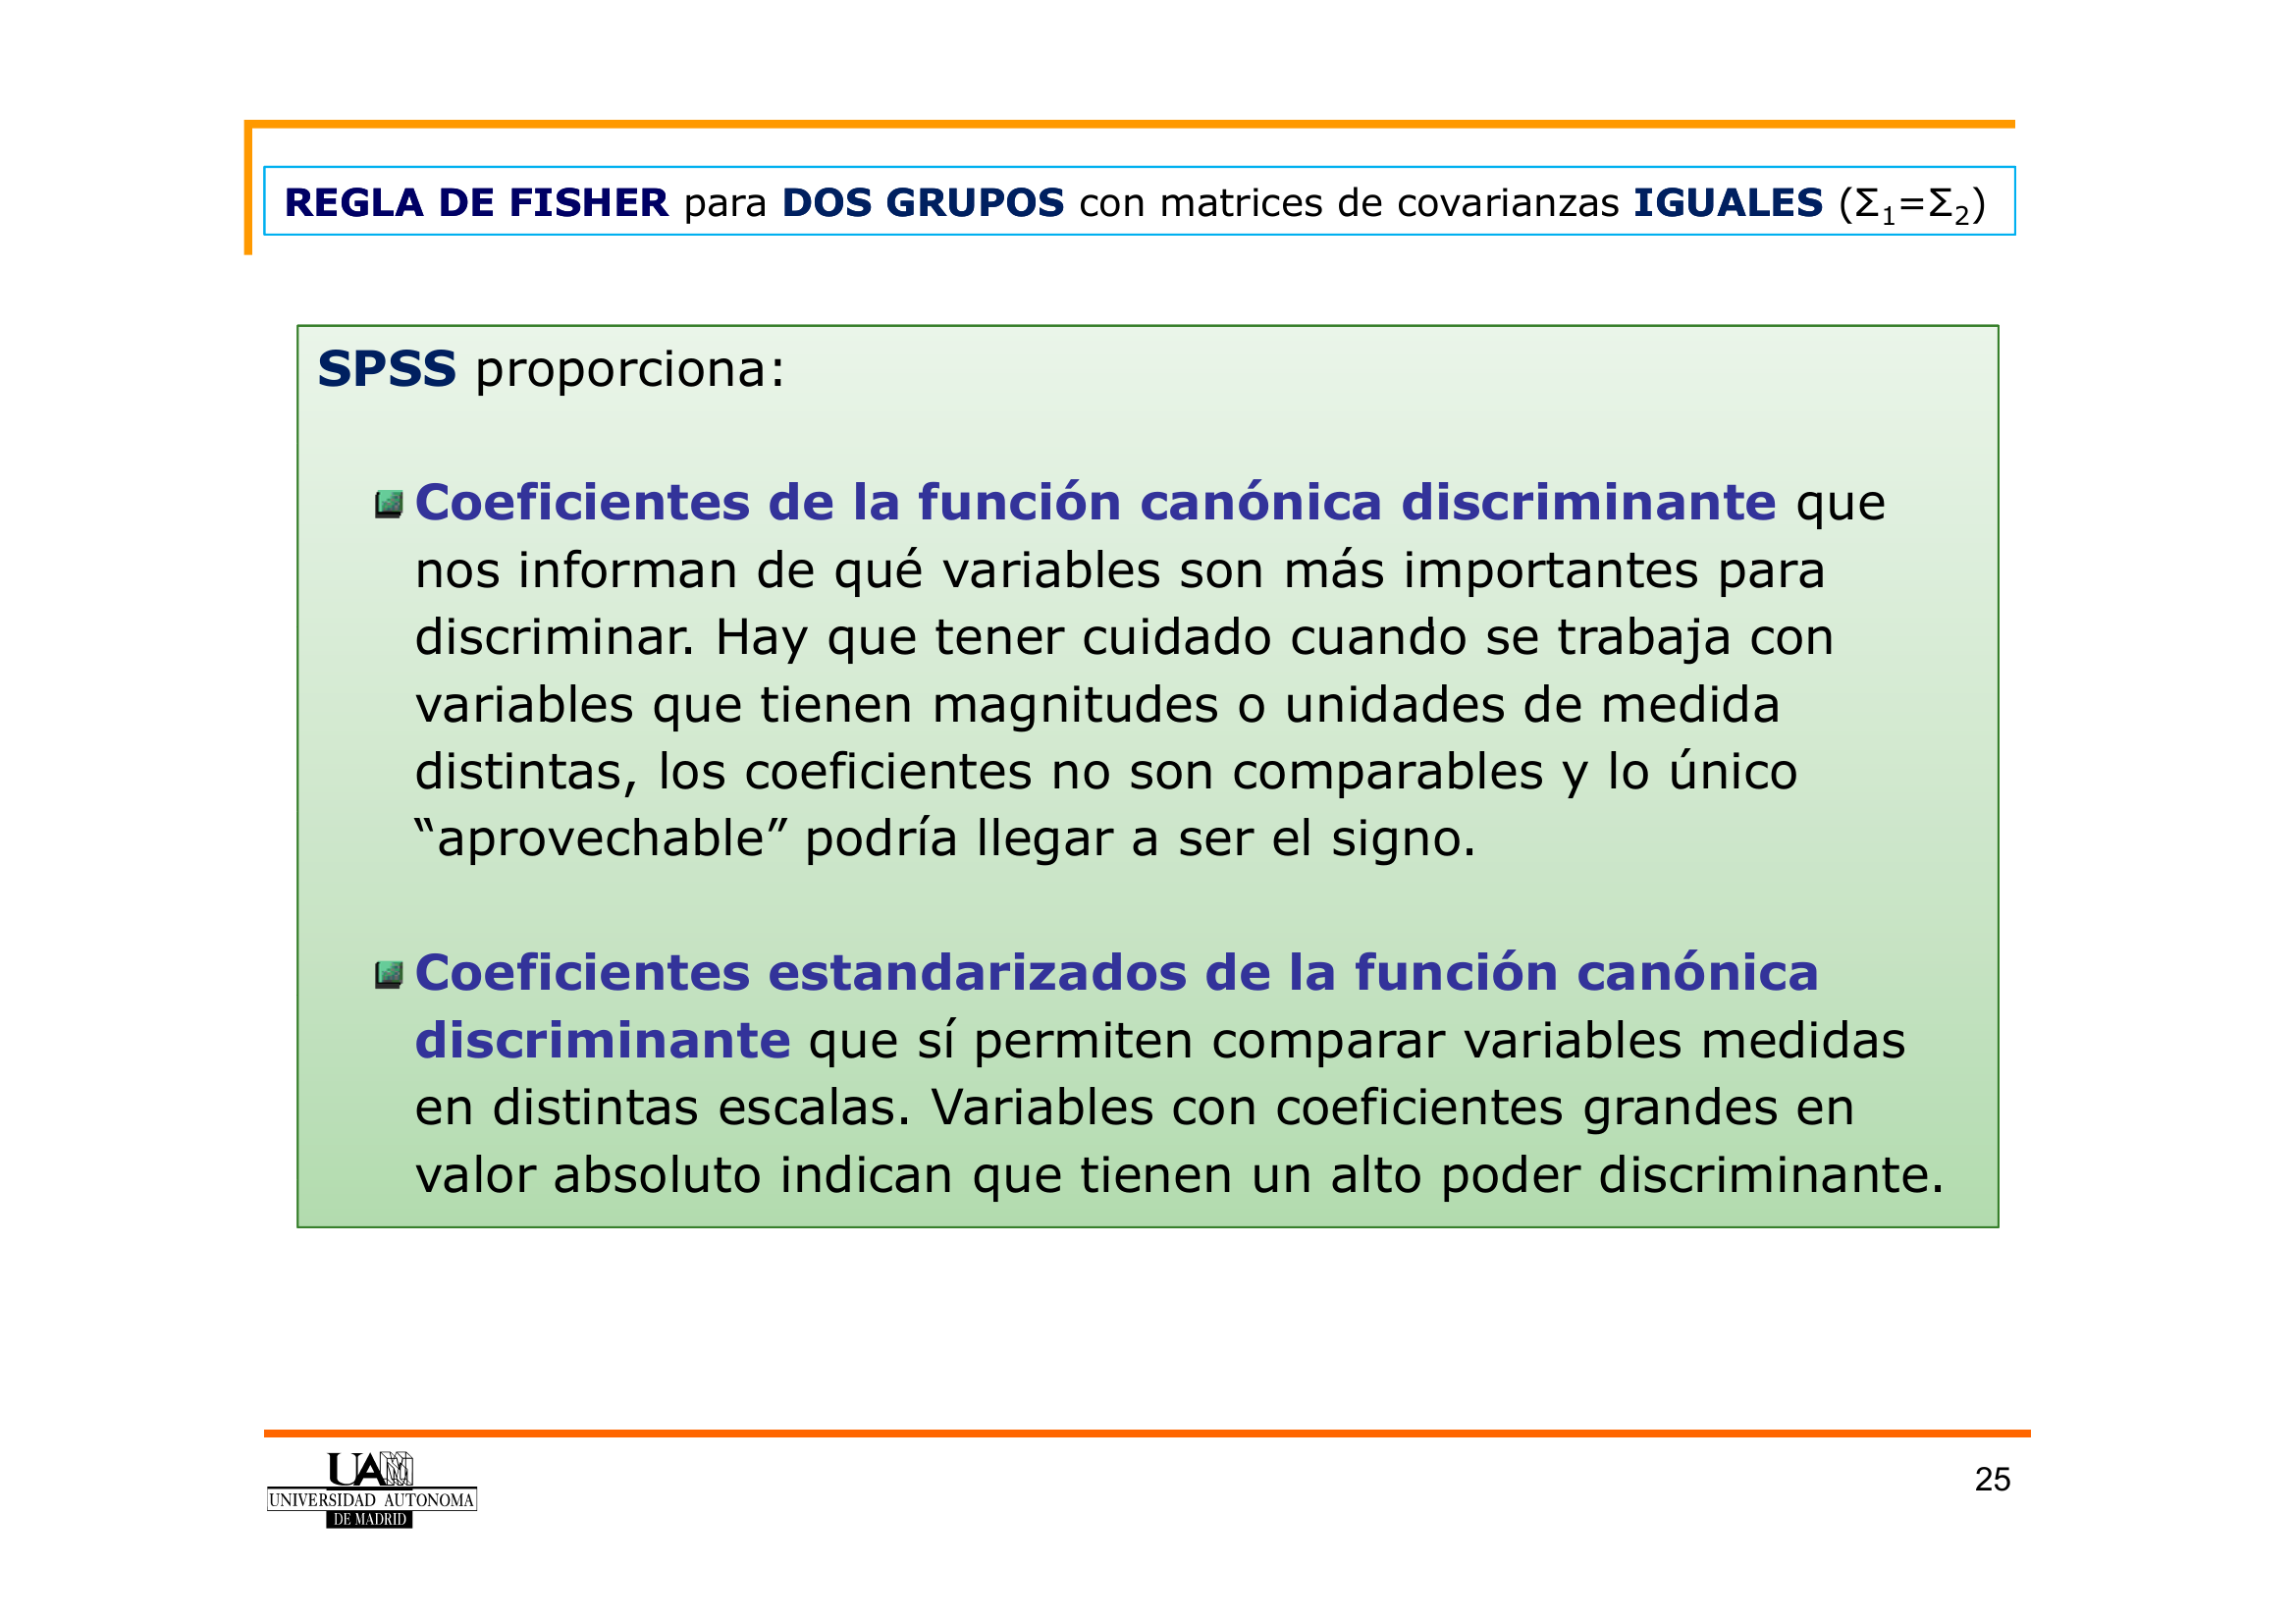 REGLA DE FISHER para DOS GRUPOS con matrices de covarianzas IGUALES (Σ₁=Σ₂)
SPSS proporciona:
Coeficientes de la función canónica discriminante que
nos informan de qué variables son más importantes para
discriminar. Hay que tener cuidado cuando se trabaja con
variables que tienen magnitudes o unidades de medida
distintas, los coeficientes no son comparables y lo único
“aprovechable” podría llegar a ser el signo.
Coeficientes estandarizados de la función canónica
discriminante que sí permiten comparar variables medidas
en distintas escalas. Variables con coeficientes grandes en
valor absoluto indican que tienen un alto poder discriminante.
UAM
UNIVERSIDAD AUTONOMA
DE MADRID
25